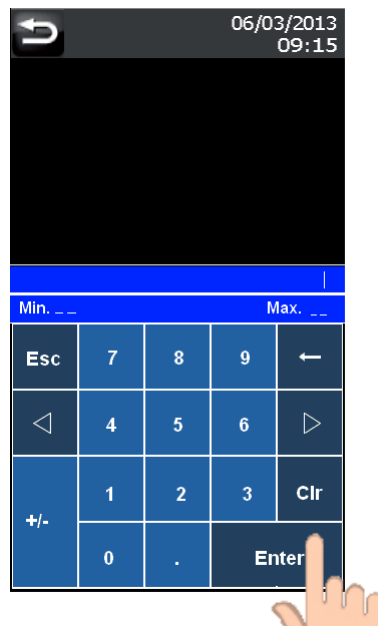 06/03/2013
09:15
Min. _ _ Max. _ _
Esc 7 8 9 ←
◁ 4 5 6 ▷
+/- 1 2 3 Clr
0 . Enter